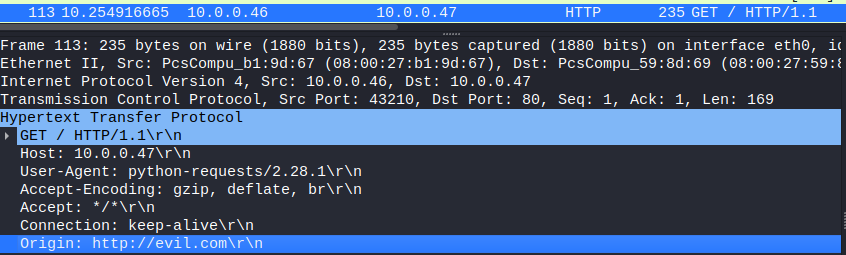 113 10.254916665 10.0.0.46 10.0.0.47 HTTP 235 GET / HTTP/1.1
Frame 113: 235 bytes on wire (1880 bits), 235 bytes captured (1880 bits) on interface eth0,
Ethernet II, Src: PcsCompu_b1:9d:67 (08:00:27:b1:9d:67), Dst: PcsCompu_59:8d:69 (08:00:27:59:8
Internet Protocol Version 4, Src: 10.0.0.46, Dst: 10.0.0.47
Transmission Control Protocol, Src Port: 43210, Dst Port: 80, Seq: 1, Ack: 1, Len: 169
Hypertext Transfer Protocol
GET / HTTP/1.1\r\n
Host: 10.0.0.47\r\n
User-Agent: python-requests/2.28.1\r\n
Accept-Encoding: gzip, deflate, br\r\n
Accept: */*\r\n
Connection: keep-alive\r\n
Origin: http://evil.com\r\n